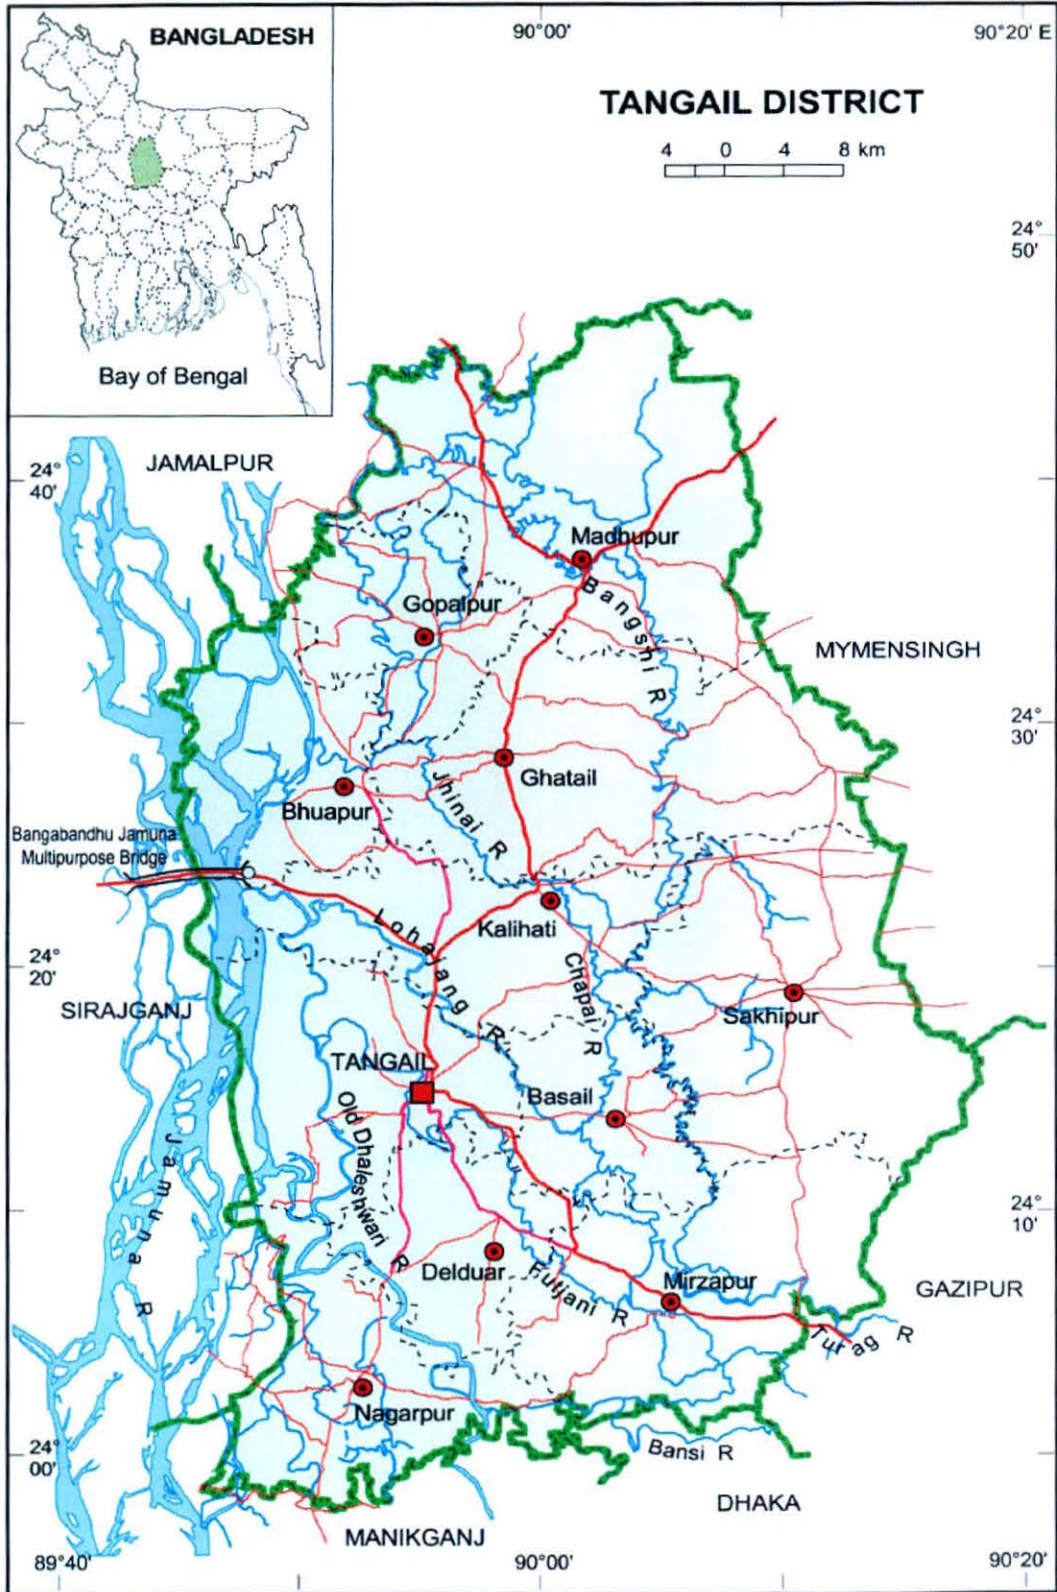 BANGLADESH
Bay of Bengal
90°00'
90°20' E
TANGAIL DISTRICT
4 0 4 8 km
24°
50'
JAMALPUR
24°
40'
Madhupur
Gopalpur
Bangshi R
MYMENSINGH
24°
30'
Ghatail
Jhinai R
Bhuapur
Bangabandhu Jamuna
Multipurpose Bridge
Kalihati
Lohajang R
Chapai R
24°
20'
SIRAJGANJ
Sakhipur
TANGAIL
Basail
Old Dhaleshwari R
Jamuna R
24°
10'
Delduar
Futjani R
Mirzapur
GAZIPUR
Turag R
Nagarpur
Bansi R
24°
00'
DHAKA
MANIKGANJ
89°40'
90°00'
90°20'